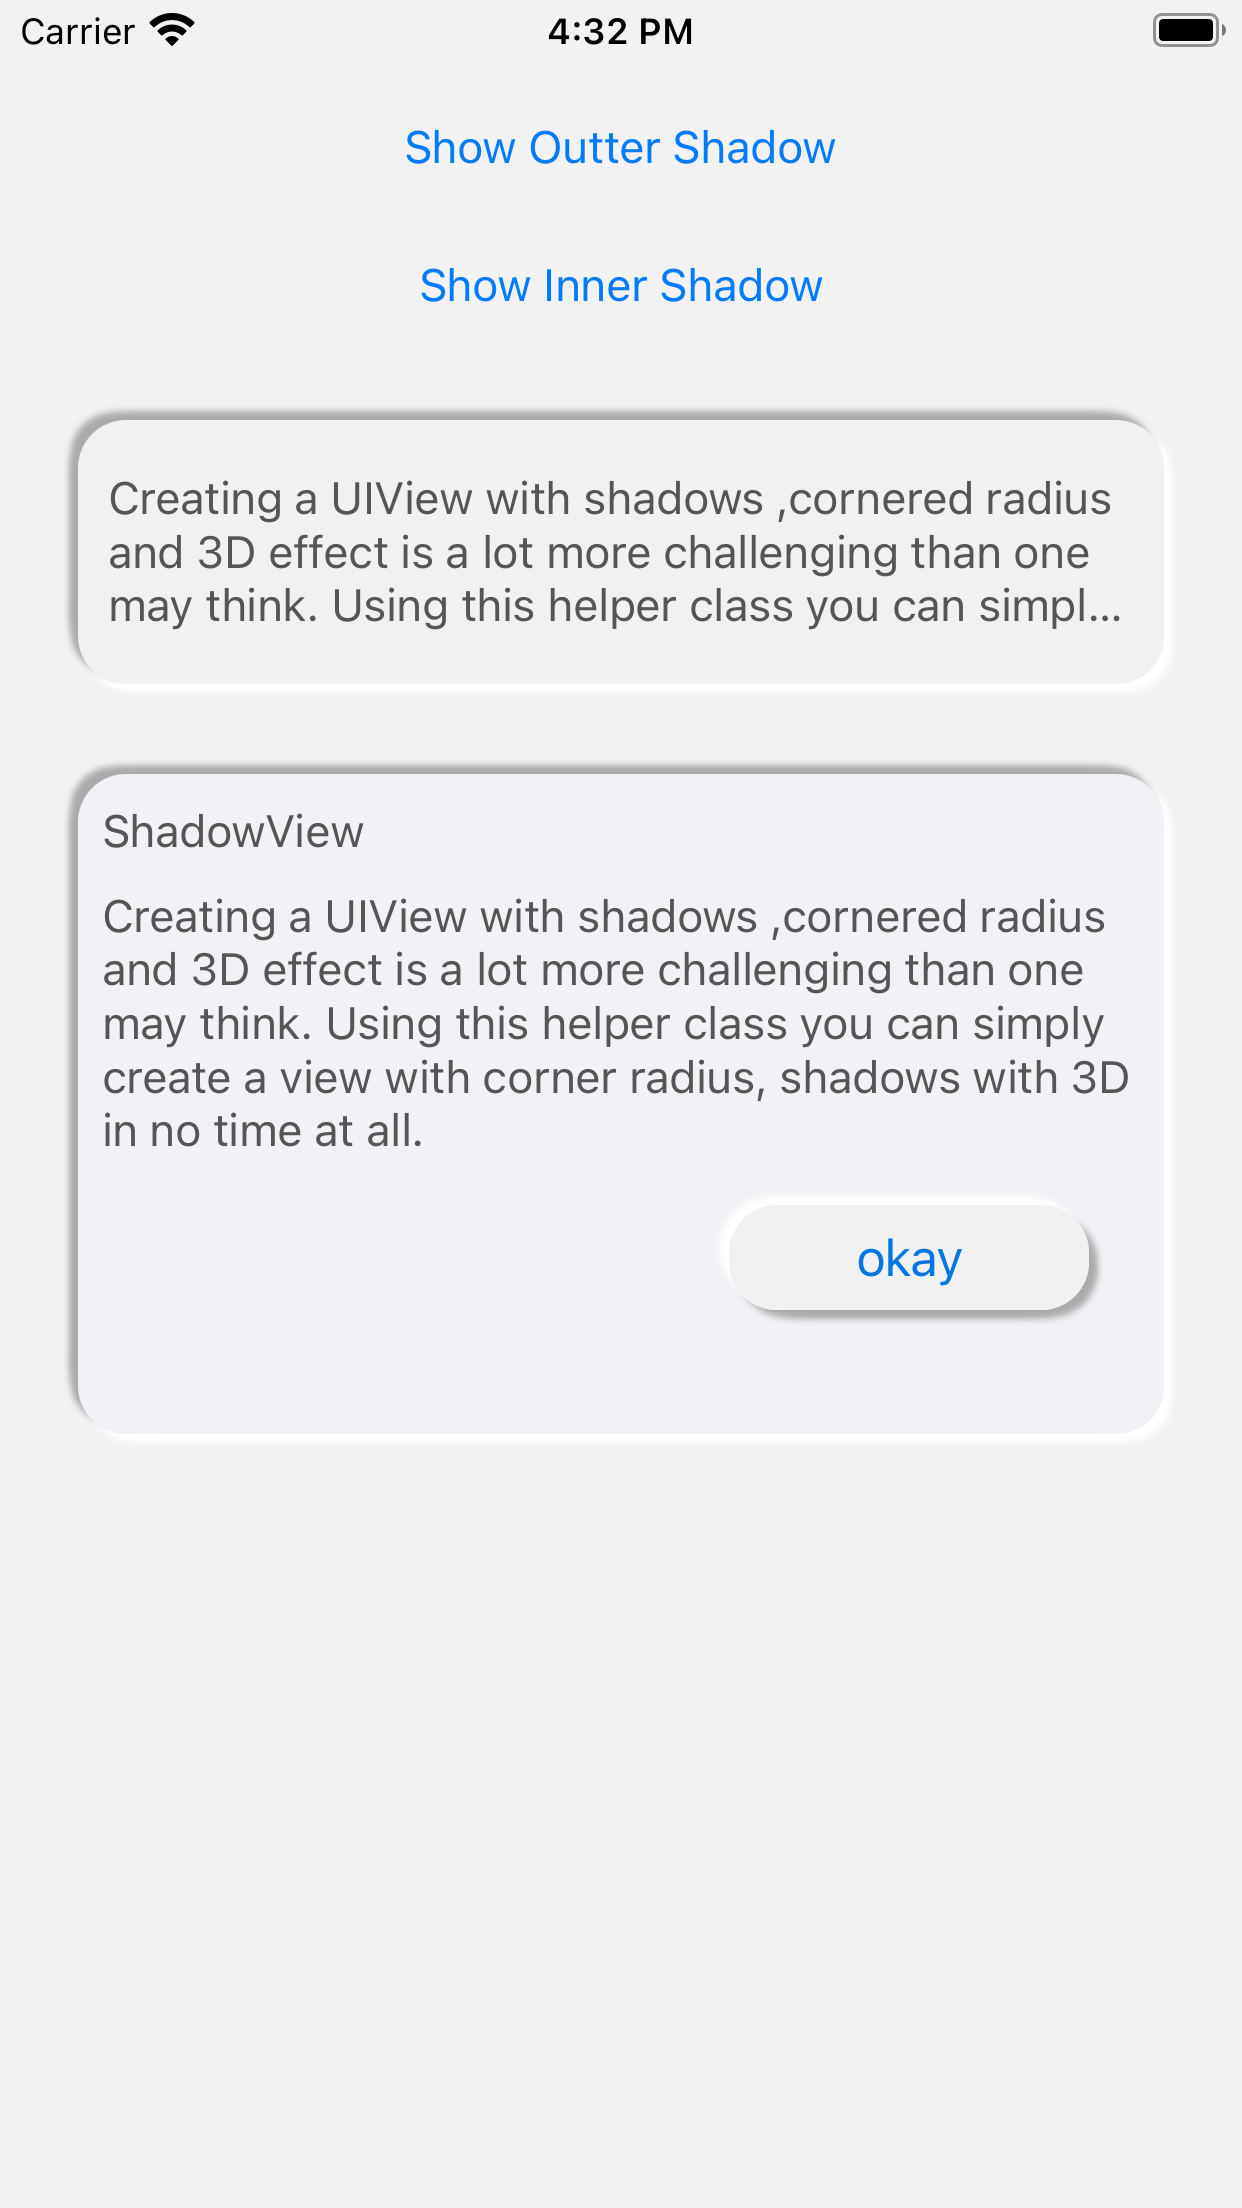 Carrier 4:32 PM
Show Outter Shadow
Show Inner Shadow
Creating a UIView with shadows ,cornered radius
and 3D effect is a lot more challenging than one
may think. Using this helper class you can simpl...
ShadowView
Creating a UIView with shadows ,cornered radius
and 3D effect is a lot more challenging than one
may think. Using this helper class you can simply
create a view with corner radius, shadows with 3D
in no time at all.
okay